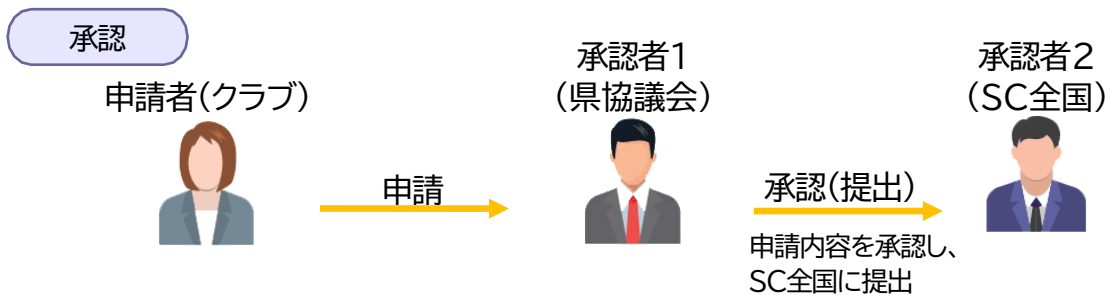 承認
申請者(クラブ)
承認者1
(県協議会)
承認者2
(SC全国)
申請
承認(提出)
申請内容を承認し、
SC全国に提出